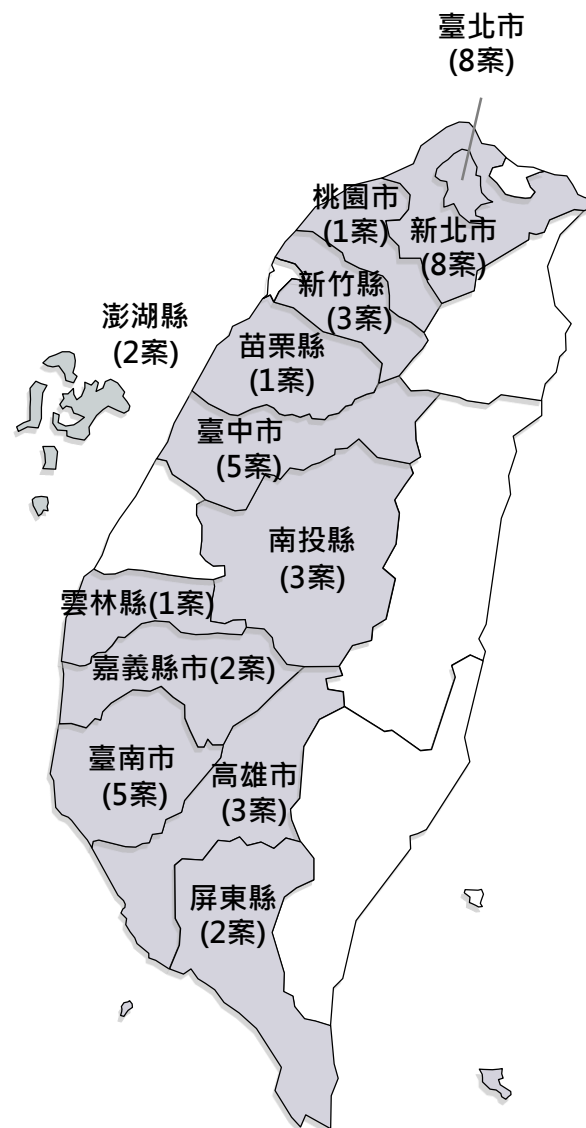 臺北市
(8案)
桃園市
(1案)
新北市
(8案)
新竹縣
(3案)
澎湖縣
(2案)
苗栗縣
(1案)
臺中市
(5案)
南投縣
(3案)
雲林縣(1案)
嘉義縣市(2案)
臺南市
(5案)
高雄市
(3案)
屏東縣
(2案)